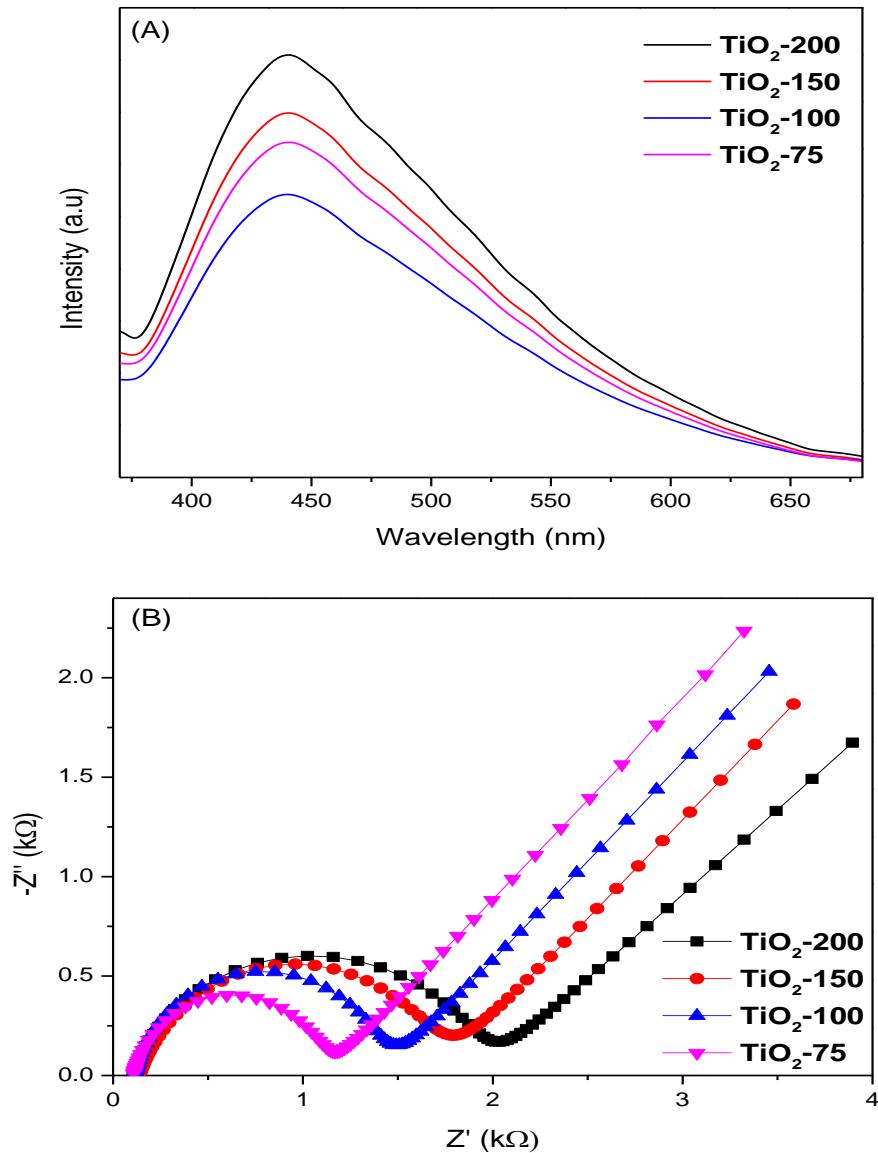 (A)
TiO₂-200
TiO₂-150
TiO₂-100
TiO₂-75
Intensity (a.u)
400 450 500 550 600 650
Wavelength (nm)
(B)
2.0
1.5
1.0
0.5
0.0
-Z'' (kΩ)
TiO₂-200
TiO₂-150
TiO₂-100
TiO₂-75
0 1 2 3 4
Z' (kΩ)